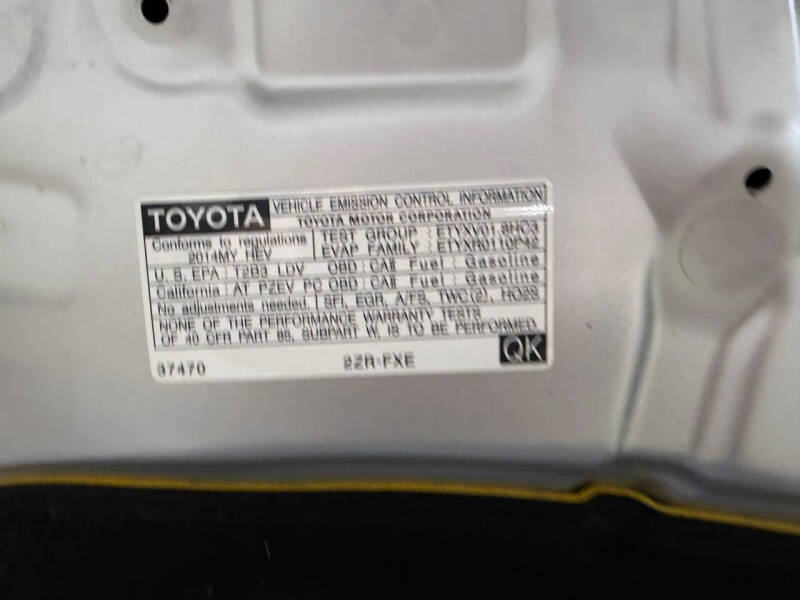 TOYOTA
VEHICLE EMISSION CONTROL INFORMATION
TOYOTA MOTOR CORPORATION
Conforms to regulations
2014MY HEV
TEST GROUP : ETYXV01.8HC3
EVAP FAMILY : ETYXR0110P42
U.S. EPA : T2B3 LDV OBD : CAⅡ Fuel : Gasoline
California : AT PZEV PC OBD : CAⅡ Fuel : Gasoline
No adjustments needed. SFI, EGR, A/FS, TWC(2), HO2S
NONE OF THE PERFORMANCE WARRANTY TESTS
OF 40 CFR PART 85, SUBPART W, IS TO BE PERFORMED.
37470 2ZR-FXE QK